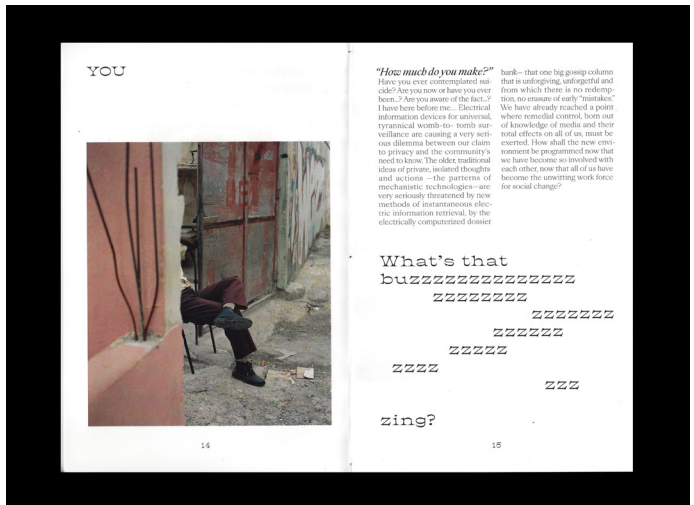 YOU
14
“How much do you make?”
Have you ever contemplated sui-
cide? Are you now or have you ever
been..? Are you aware of the fact..?
I have here before me... Electrical
information devices for universal,
tyrannical womb-to- tomb sur-
veillance are causing a very seri-
ous dilemma between our claim
to privacy and the community’s
need to know. The older, traditional
ideas of private, isolated thoughts
and actions —the patterns of
mechanistic technologies—are
very seriously threatened by new
methods of instantaneous elec-
tric information retrieval, by the
electrically computerized dossier
bank— that one big gossip column
that is unforgiving, unforgetful and
from which there is no redemp-
tion, no erasure of early “mistakes.”
We have already reached a point
where remedial control, born out
of knowledge of media and their
total effects on all of us, must be
exerted. How shall the new envi-
ronment be programmed now that
we have become so involved with
each other, now that all of us have
become the unwitting work force
for social change?
What’s that
buzzzzzzzzzzzzzzz
zzzzzzzz
zzzzzzz
zzzzzz
zzzzz
zzzz
zzz
zing?
15